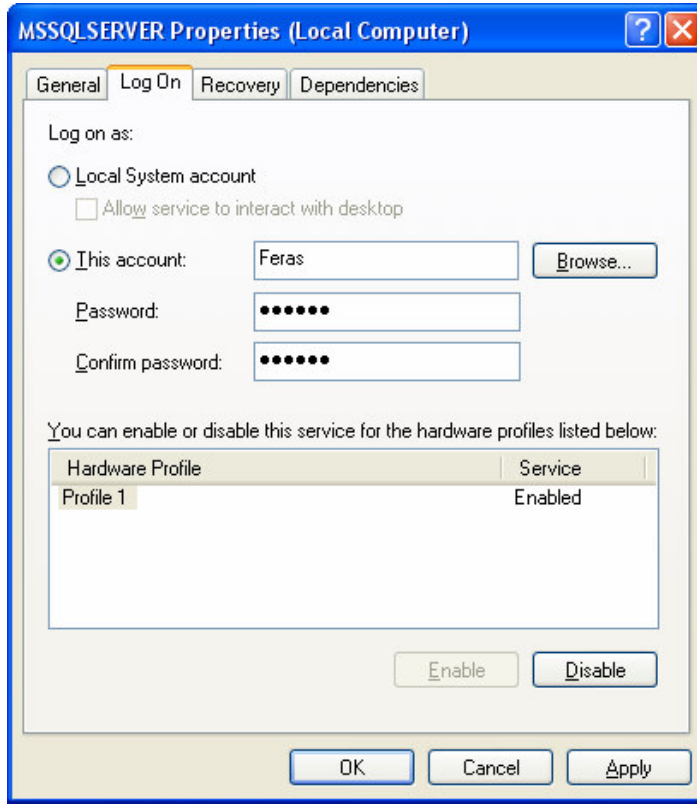 MSSQLSERVER Properties (Local Computer)
General Log On Recovery Dependencies
Log on as:
Local System account
Allow service to interact with desktop
This account: Feras Browse...
Password: ●●●●●●
Confirm password: ●●●●●●
You can enable or disable this service for the hardware profiles listed below:
Hardware Profile Service
Profile 1 Enabled
Enable Disable
OK Cancel Apply